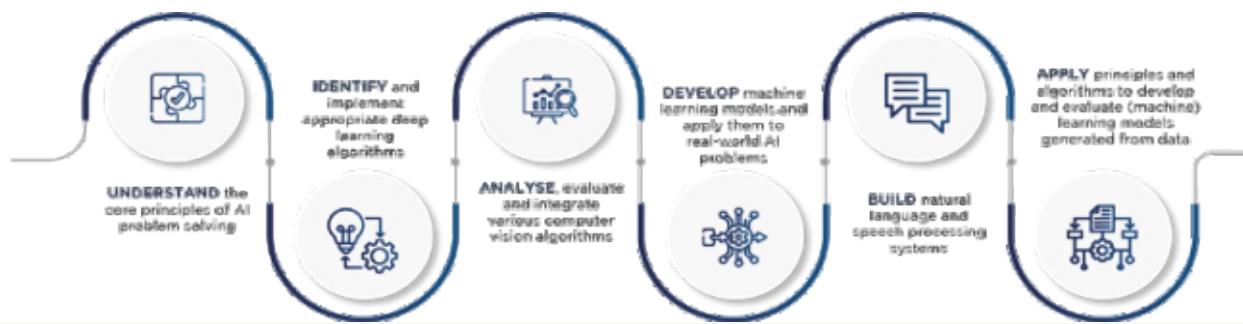 UNDERSTAND the
core principles of AI
problem solving
IDENTIFY and
implement
appropriate deep
learning
algorithms
ANALYSE, evaluate
and integrate
various computer
vision algorithms
DEVELOP machine
learning models and
apply them to
real-world AI
problems
BUILD natural
language and
speech processing
systems
APPLY principles and
algorithms to develop
and evaluate (machine)
learning models
generated from data